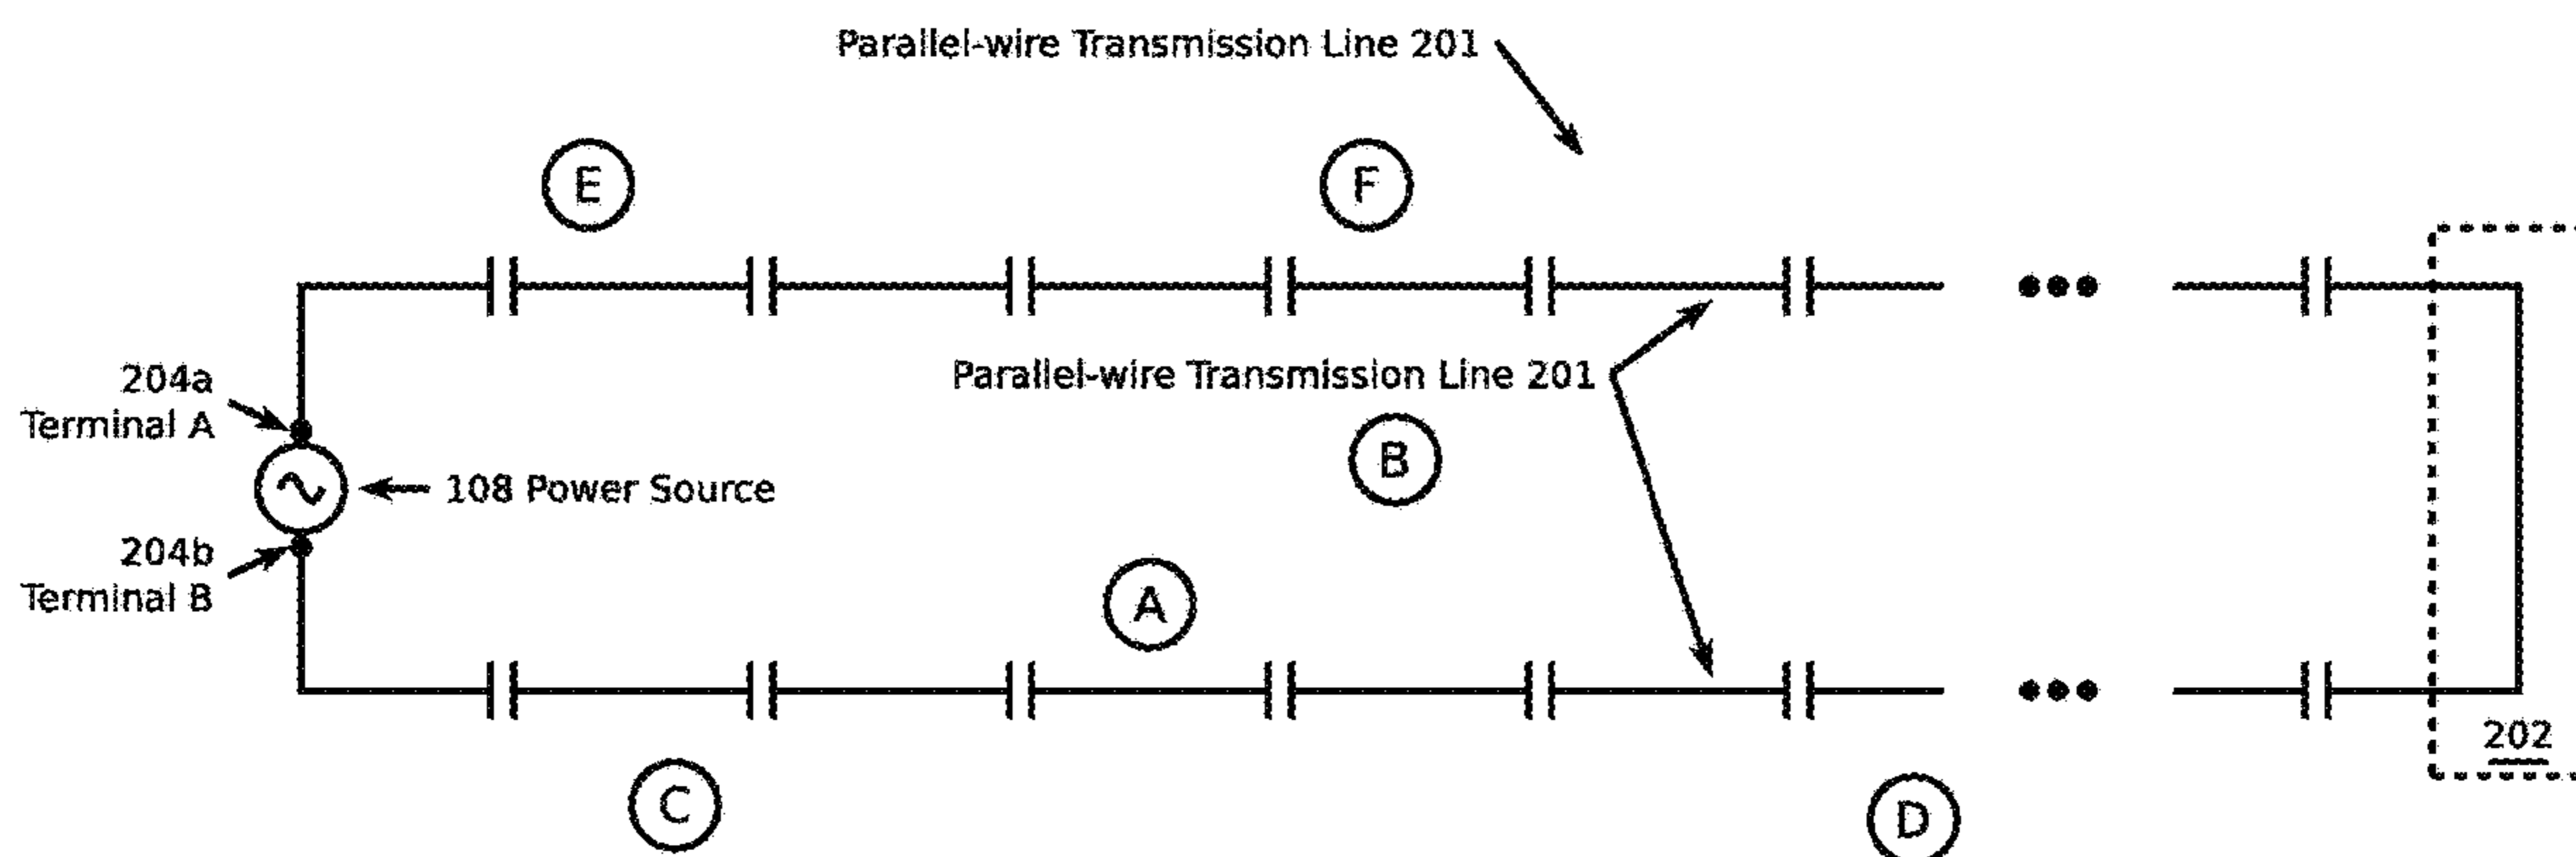 Parallel-wire Transmission Line 201
E
F
204a
Terminal A
Parallel-wire Transmission Line 201
B
108 Power Source
204b
Terminal B
A
202
C
D